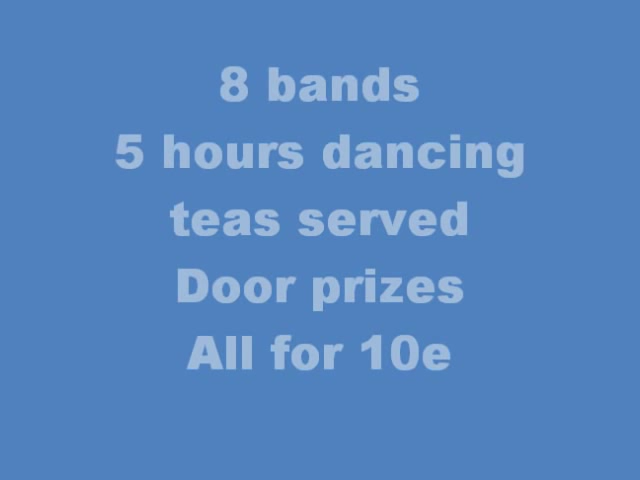 8 bands
5 hours dancing
teas served
Door prizes
All for 10e